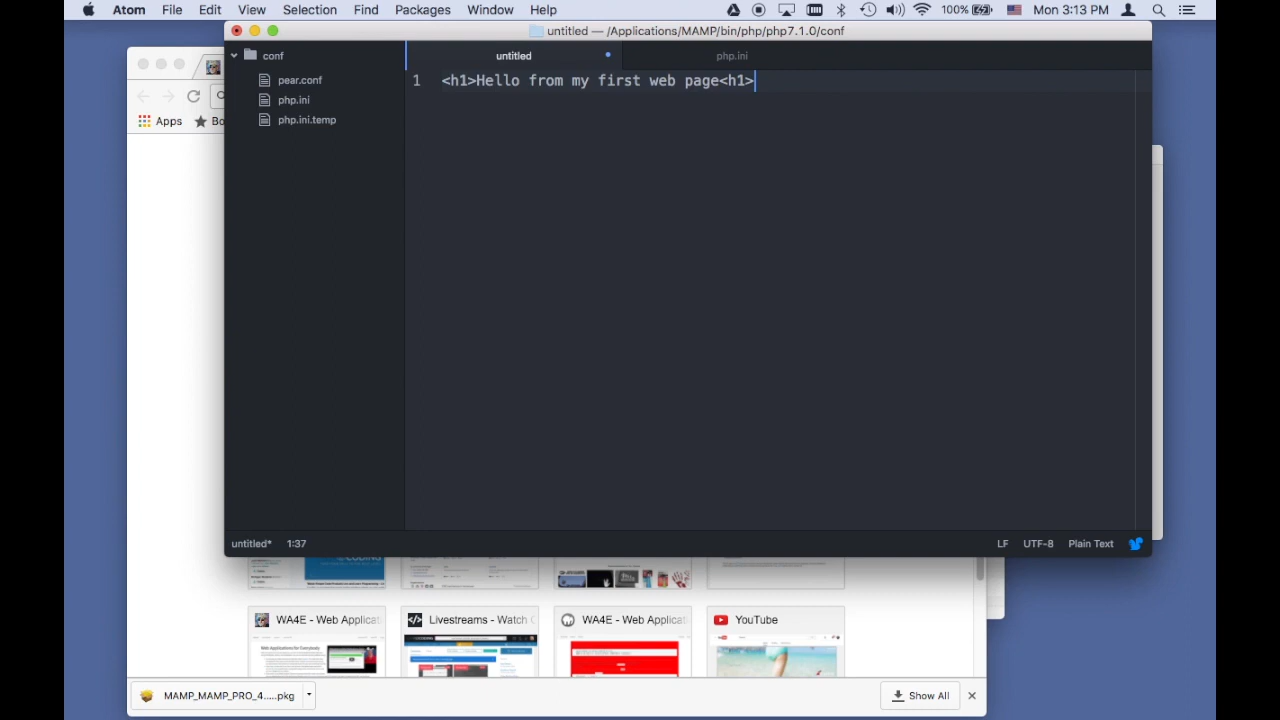 Atom File Edit View Selection Find Packages Window Help 100% Mon 3:13 PM
untitled — /Applications/MAMP/bin/php/php7.1.0/conf
conf
untitled
php.ini
pear.conf
php.ini
php.ini.temp
1 <h1>Hello from my first web page<h1>
Apps
untitled* 1:37 LF UTF-8 Plain Text
WA4E - Web Applicati
Livestreams - Watch
WA4E - Web Applicati
YouTube
MAMP_MAMP_PRO_4.....pkg
Show All